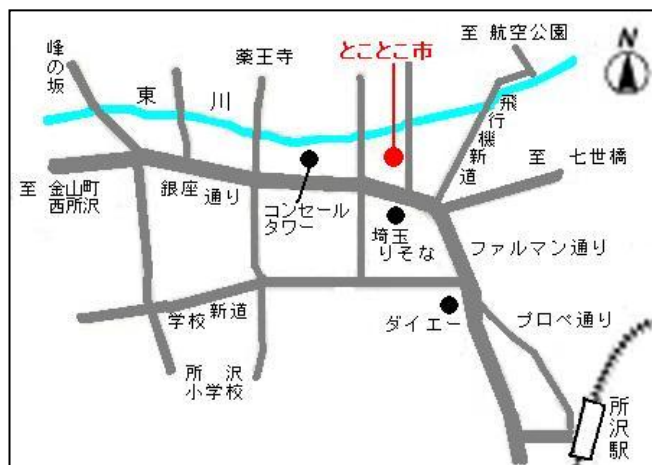 至 航空公園
峰の坂
薬王寺
とことこ市
N
東川
飛行機新道
至 七世橋
至 金山町
西所沢
銀座通り
コンセール
タワー
埼玉
りそな
ファルマン通り
学校新道
ダイエー
プロペ通り
所沢
小学校
所沢駅